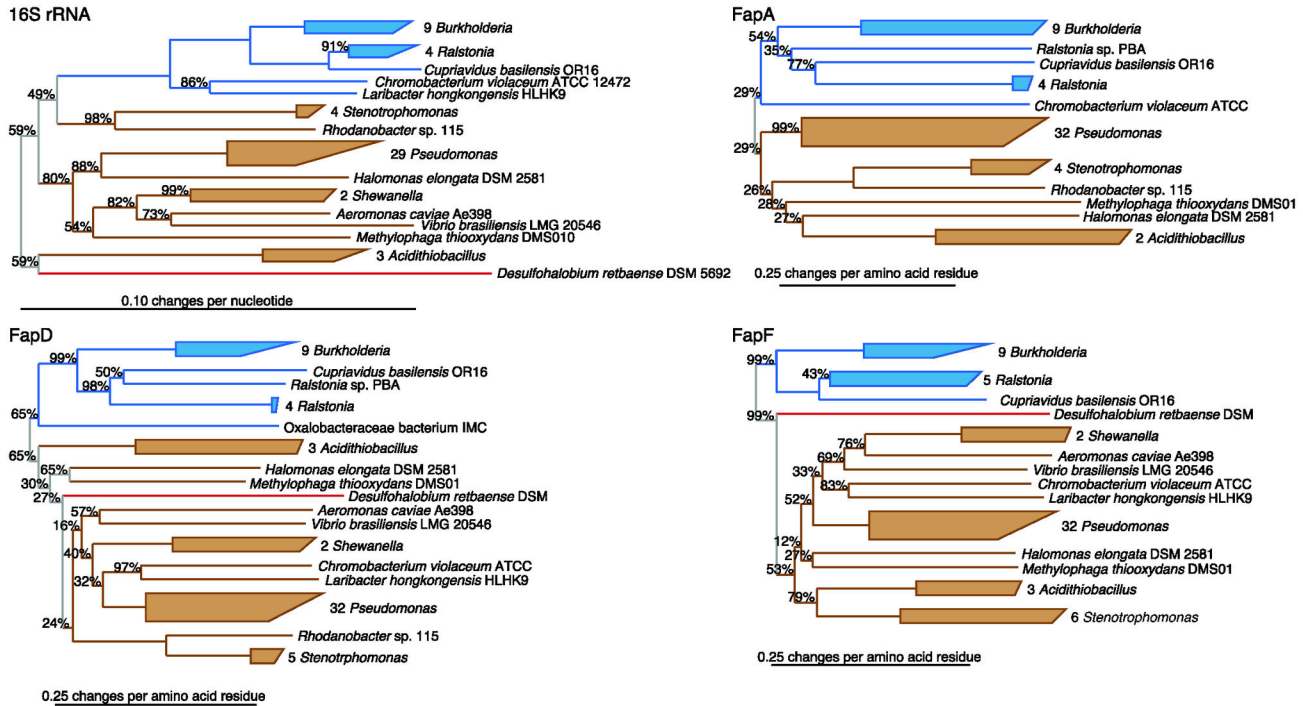 16S rRNA
9 Burkholderia
91%
4 Ralstonia
Cupriavidus basilensis OR16
86%
Chromobacterium violaceum ATCC 12472
Laribacter hongkongensis HLHK9
49%
4 Stenotrophomonas
98%
Rhodanobacter sp. 115
59%
29 Pseudomonas
88%
80%
Halomonas elongata DSM 2581
99%
2 Shewanella
82%
73%
Aeromonas caviae Ae398
54%
Vibrio brasiliensis LMG 20546
Methylophaga thiooxydans DMS010
3 Acidithiobacillus
59%
Desulfohalobium retbaense DSM 5692
0.10 changes per nucleotide
FapA
9 Burkholderia
54%
35%
Ralstonia sp. PBA
77%
Cupriavidus basilensis OR16
4 Ralstonia
29%
Chromobacterium violaceum ATCC
99%
32 Pseudomonas
29%
4 Stenotrophomonas
26%
Rhodanobacter sp. 115
28%
Methylophaga thiooxydans DMS01
27%
Halomonas elongata DSM 2581
2 Acidithiobacillus
0.25 changes per amino acid residue
FapD
9 Burkholderia
99%
50%
Cupriavidus basilensis OR16
98%
Ralstonia sp. PBA
4 Ralstonia
65%
Oxalobacteraceae bacterium IMC
65%
3 Acidithiobacillus
65%
Halomonas elongata DSM 2581
30%
Methylophaga thiooxydans DMS01
27%
Desulfohalobium retbaense DSM
57%
Aeromonas caviae Ae398
16%
Vibrio brasiliensis LMG 20546
40%
2 Shewanella
97%
Chromobacterium violaceum ATCC
32%
Laribacter hongkongensis HLHK9
32 Pseudomonas
24%
Rhodanobacter sp. 115
5 Stenotrphomonas
0.25 changes per amino acid residue
FapF
9 Burkholderia
99%
43%
5 Ralstonia
Cupriavidus basilensis OR16
99%
Desulfohalobium retbaense DSM
76%
2 Shewanella
69%
Aeromonas caviae Ae398
33%
Vibrio brasiliensis LMG 20546
83%
Chromobacterium violaceum ATCC
52%
Laribacter hongkongensis HLHK9
32 Pseudomonas
12%
27%
Halomonas elongata DSM 2581
53%
Methylophaga thiooxydans DMS01
3 Acidithiobacillus
79%
6 Stenotrophomonas
0.25 changes per amino acid residue